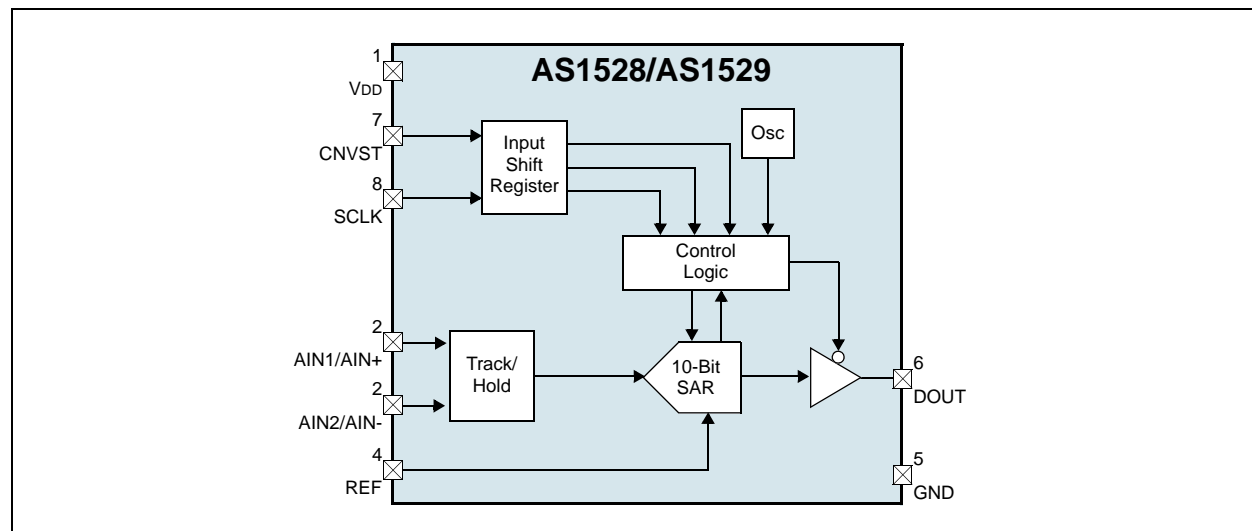 AS1528/AS1529
1
VDD
7
CNVST
8
SCLK
Input
Shift
Register
Osc
Control
Logic
2
AIN1/AIN+
2
AIN2/AIN-
4
REF
Track/
Hold
10-Bit
SAR
6
DOUT
5
GND